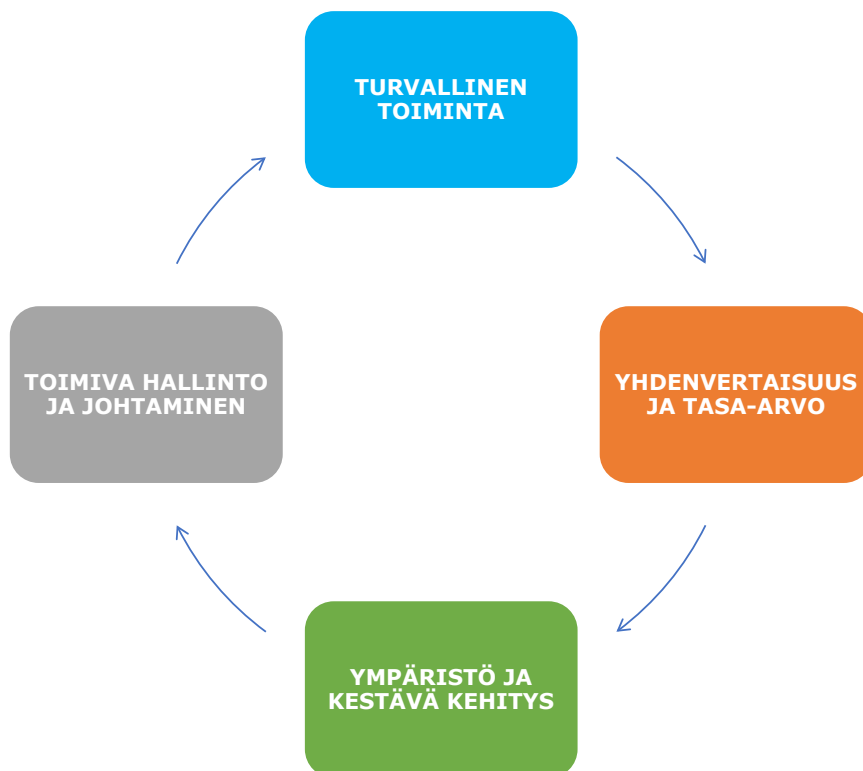 TURVALLINEN
TOIMINTA
YHDENVERTAISUUS
JA TASA-ARVO
YMPÄRISTÖ JA
KESTÄVÄ KEHITYS
TOIMIVA HALLINTO
JA JOHTAMINEN